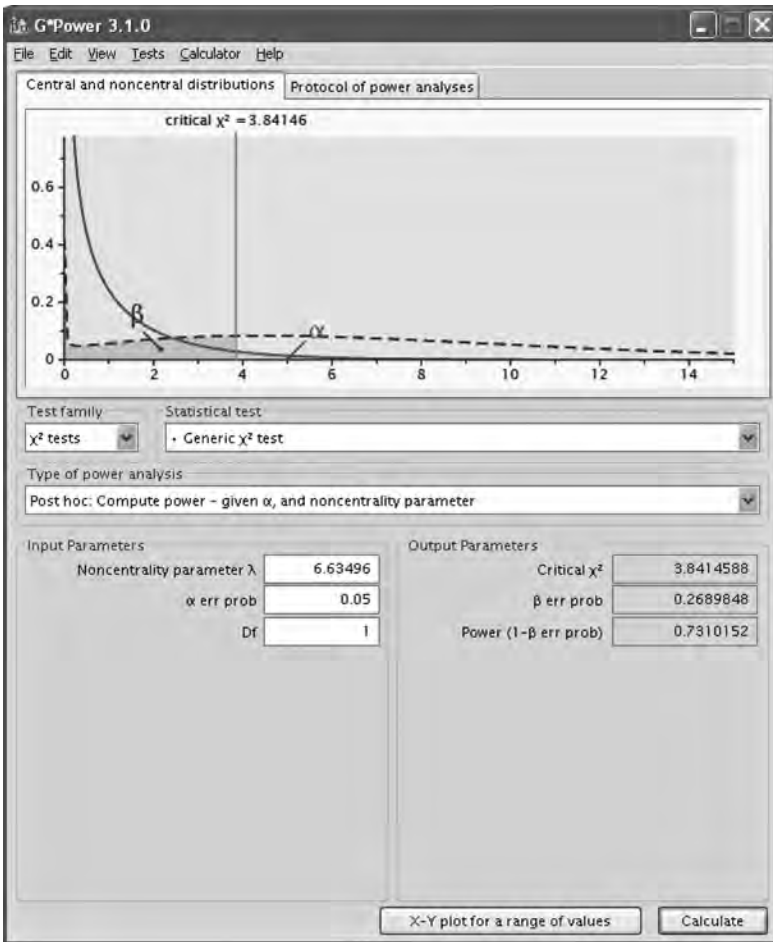 G*Power 3.1.0
File Edit View Tests Calculator Help
Central and noncentral distributions Protocol of power analyses
critical χ² = 3.84146
0.6
0.4
0.2
0
β
α
0 2 4 6 8 10 12 14
Test family Statistical test
χ² tests · Generic χ² test
Type of power analysis
Post hoc: Compute power – given α, and noncentrality parameter
Input Parameters Output Parameters
Noncentrality parameter λ 6.63496 Critical χ² 3.8414588
α err prob 0.05 β err prob 0.2689848
Df 1 Power (1-β err prob) 0.7310152
X-Y plot for a range of values Calculate